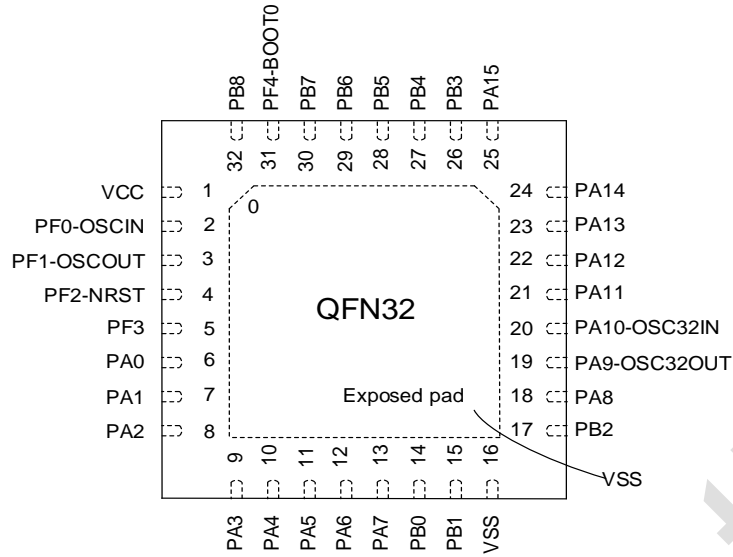 PB8
PF4-BOOT0
PB7
PB6
PB5
PB4
PB3
PA15
32
31
30
29
28
27
26
25
VCC 1
PF0-OSCIN 2
PF1-OSCOUT 3
PF2-NRST 4
PF3 5
PA0 6
PA1 7
PA2 8
0
QFN32
Exposed pad
24 PA14
23 PA13
22 PA12
21 PA11
20 PA10-OSC32IN
19 PA9-OSC32OUT
18 PA8
17 PB2
VSS
9
10
11
12
13
14
15
16
PA3
PA4
PA5
PA6
PA7
PB0
PB1
VSS